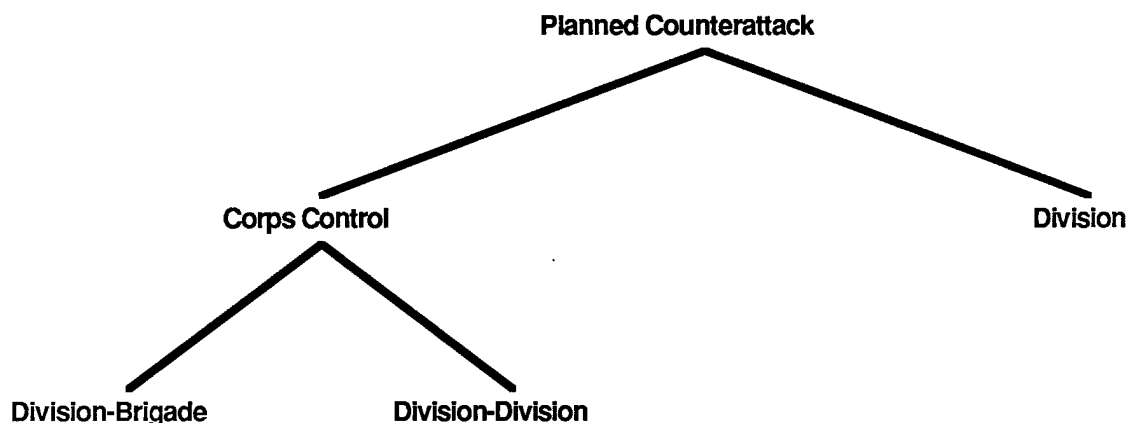 Planned Counterattack
Corps Control
Division
Division-Brigade
Division-Division